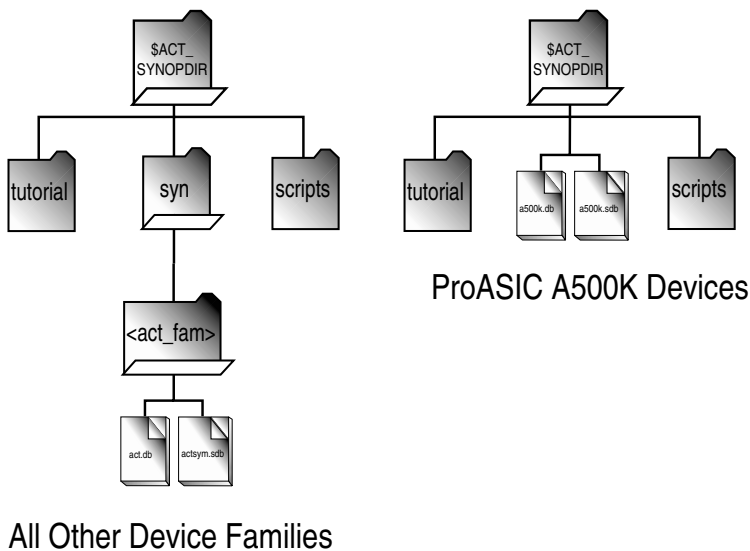 $ACT_
SYNOPDIR
tutorial
syn
scripts
<act_fam>
act.db
actsym.sdb
All Other Device Families
$ACT_
SYNOPDIR
tutorial
a500k.db
a500k.sdb
scripts
ProASIC A500K Devices